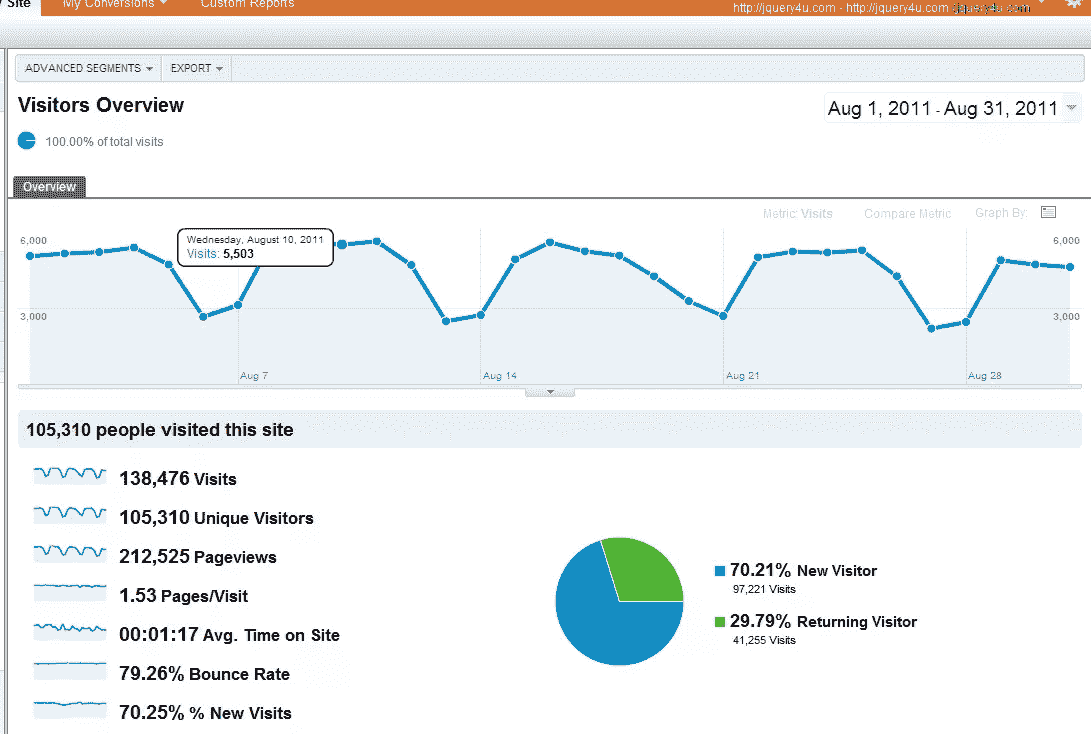 Site My Conversions Custom Reports http://jquery4u.com - http://jquery4u.com
ADVANCED SEGMENTS EXPORT
Visitors Overview
Aug 1, 2011 - Aug 31, 2011
100.00% of total visits
Overview
Metric: Visits Compare Metric Graph By:
6,000 6,000
Wednesday, August 10, 2011
Visits: 5,503
3,000 3,000
Aug 7 Aug 14 Aug 21 Aug 28
105,310 people visited this site
138,476 Visits
105,310 Unique Visitors
212,525 Pageviews
1.53 Pages/Visit
00:01:17 Avg. Time on Site
79.26% Bounce Rate
70.25% % New Visits
70.21% New Visitor
97,221 Visits
29.79% Returning Visitor
41,255 Visits